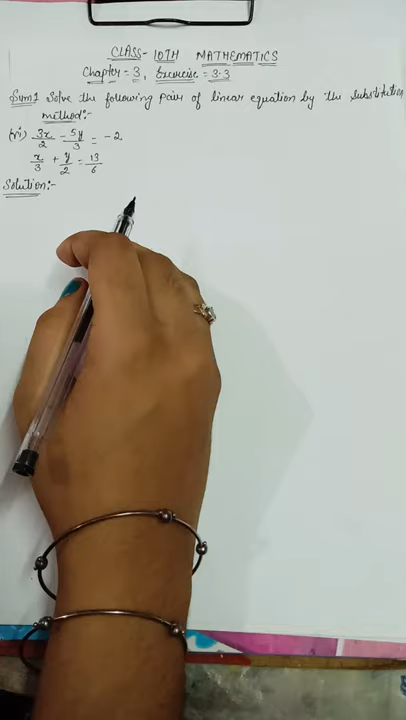 CLASS- 10TH MATHEMATICS
Chapter = 3, Exercise = 3.3
Sum1 Solve the following pair of linear equation by the substitution
method:-
(vi) 3x/2 - 5y/3 = -2
x/3 + y/2 = 13/6
Solution:-